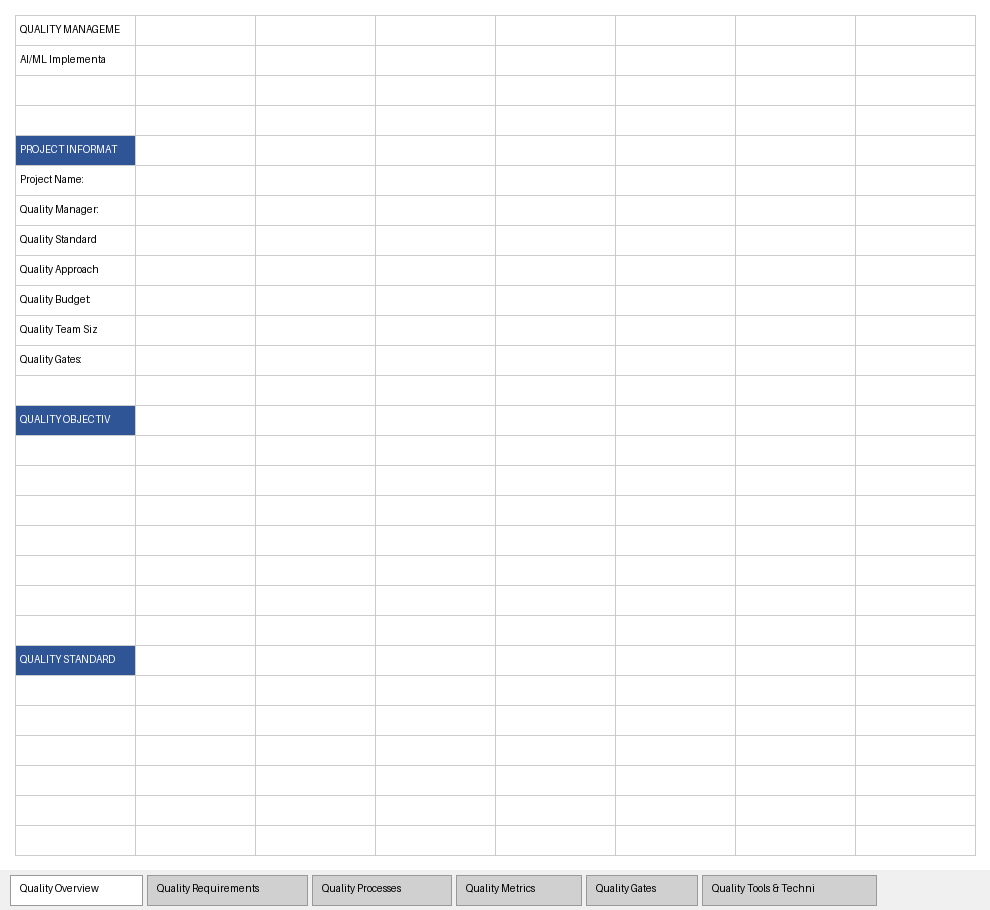 QUALITY MANAGEME
AI/ML Implementa
PROJECT INFORMAT
Project Name:
Quality Manager:
Quality Standard
Quality Approach
Quality Budget:
Quality Team Siz
Quality Gates:
QUALITY OBJECTIV
QUALITY STANDARD
Quality Overview Quality Requirements Quality Processes Quality Metrics Quality Gates Quality Tools & Techni